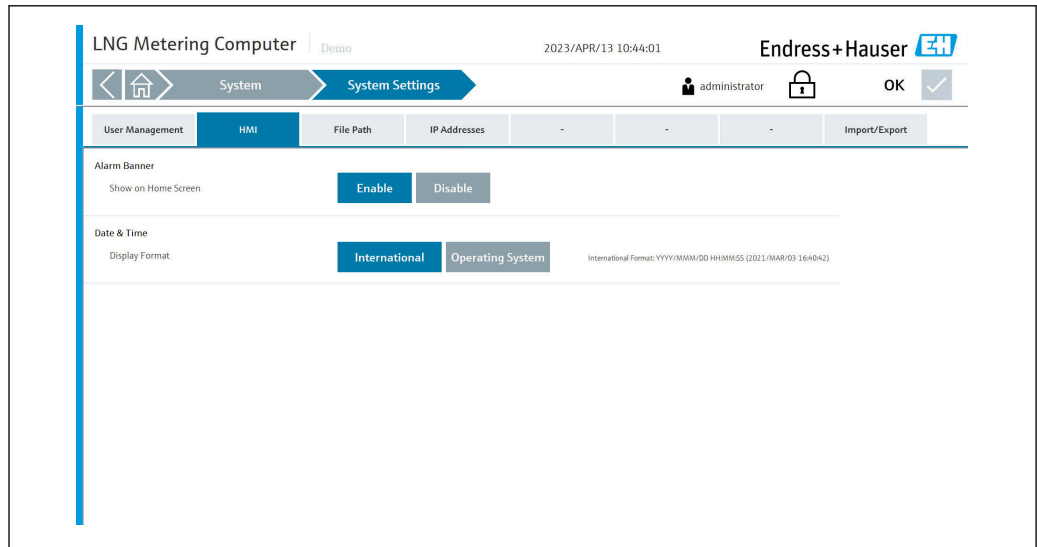 LNG Metering Computer Demo 2023/APR/13 10:44:01 Endress+Hauser EH
System System Settings administrator OK
User Management HMI File Path IP Addresses - - - Import/Export
Alarm Banner
Show on Home Screen Enable Disable
Date & Time
Display Format International Operating System International Format: YYYY/MMM/DD HH:MM:SS (2021/MAR/03 16:40:42)